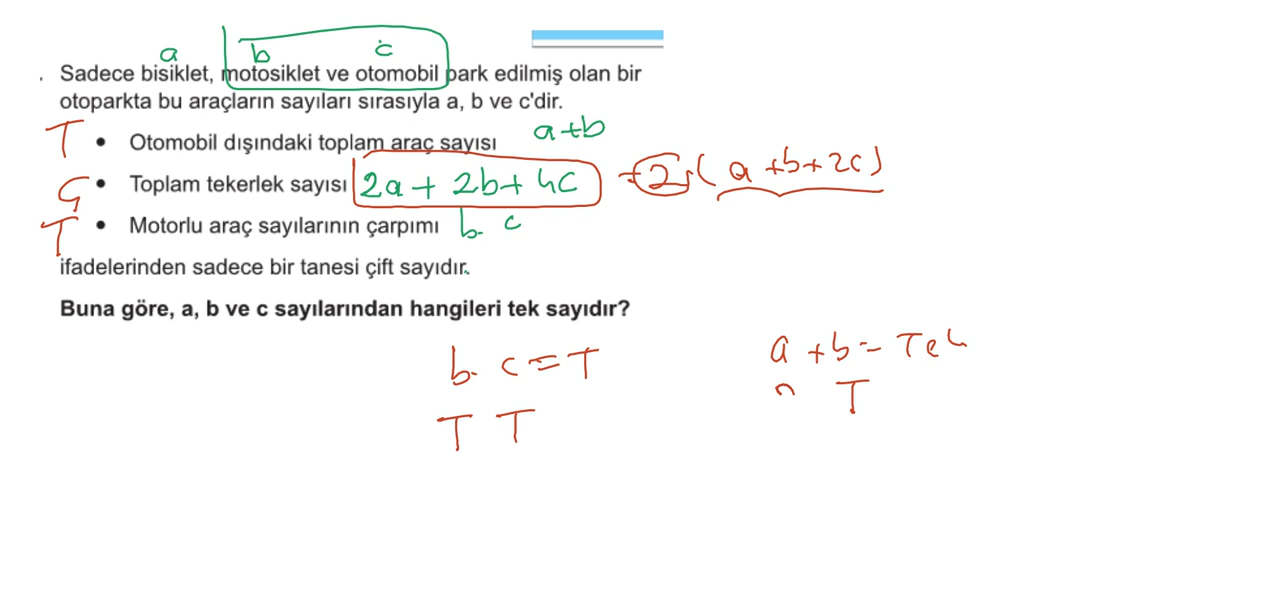 a b c
. Sadece bisiklet, motosiklet ve otomobil park edilmiş olan bir
otoparkta bu araçların sayıları sırasıyla a, b ve c'dir.
T • Otomobil dışındaki toplam araç sayısı a+b
Ç • Toplam tekerlek sayısı 2a + 2b + 4c = 2.(a+b+2c)
T • Motorlu araç sayılarının çarpımı b. c
ifadelerinden sadece bir tanesi çift sayıdır.
Buna göre, a, b ve c sayılarından hangileri tek sayıdır?
b. c = T a + b = Tek
T T T